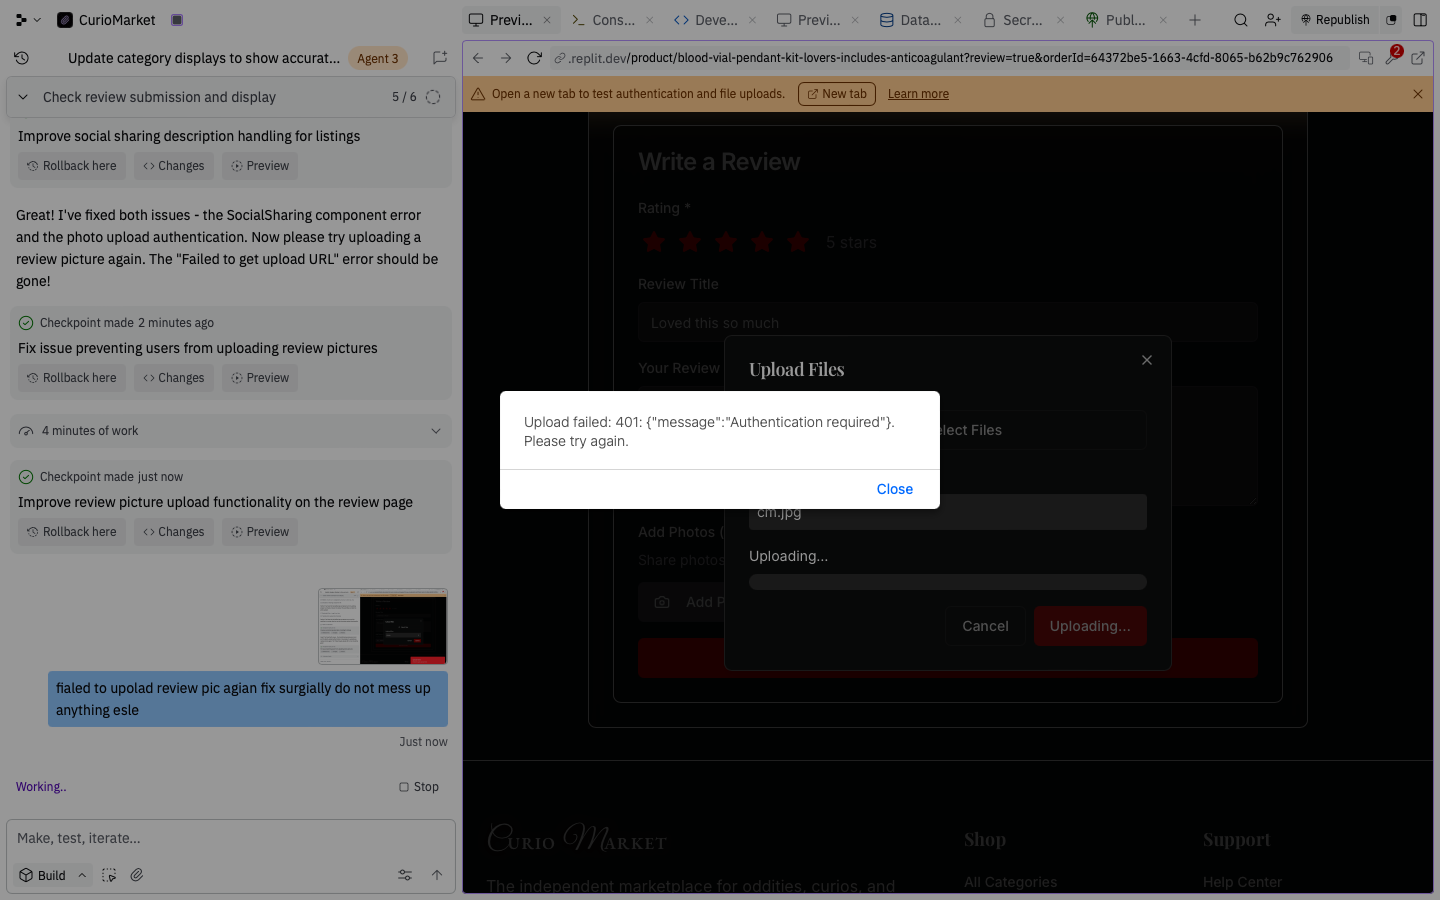 CurioMarket
Previ...
Cons...
Deve...
Previ...
Data...
Secr...
Publ...
Republish
Update category displays to show accurat...
Agent 3
.replit.dev/product/blood-vial-pendant-kit-lovers-includes-anticoagulant?review=true&orderId=64372be5-1663-4cfd-8065-b62b9c762906
2
Check review submission and display
5 / 6
Open a new tab to test authentication and file uploads.
New tab
Learn more
Improve social sharing description handling for listings
Rollback here
Changes
Preview
Great! I've fixed both issues - the SocialSharing component error
and the photo upload authentication. Now please try uploading a
review picture again. The "Failed to get upload URL" error should be
gone!
Checkpoint made 2 minutes ago
Fix issue preventing users from uploading review pictures
Rollback here
Changes
Preview
4 minutes of work
Checkpoint made just now
Improve review picture upload functionality on the review page
Rollback here
Changes
Preview
fialed to upolad review pic agian fix surgially do not mess up
anything esle
Just now
Working..
Stop
Make, test, iterate...
Build
Write a Review
Rating *
5 stars
Review Title
Loved this so much
Your Review
Upload Files
elect Files
Upload failed: 401: {"message":"Authentication required"}.
Please try again.
Close
cm.jpg
Add Photos (
Share photos
Uploading...
Add P
Cancel
Uploading...
Curio Market
The independent marketplace for oddities, curios, and
Shop
All Categories
Support
Help Center